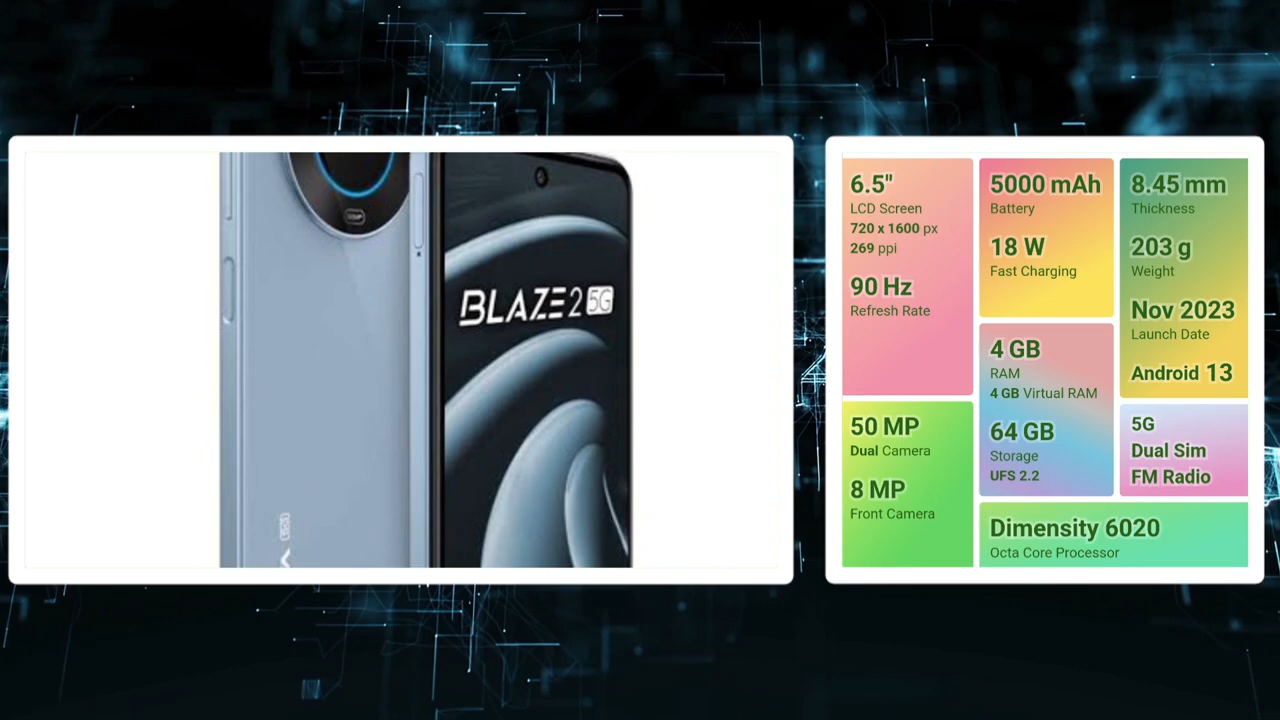 BLAZE 2 5G
6.5"
LCD Screen
720 x 1600 px
269 ppi
90 Hz
Refresh Rate
50 MP
Dual Camera
8 MP
Front Camera
5000 mAh
Battery
18 W
Fast Charging
4 GB
RAM
4 GB Virtual RAM
64 GB
Storage
UFS 2.2
8.45 mm
Thickness
203 g
Weight
Nov 2023
Launch Date
Android 13
5G
Dual Sim
FM Radio
Dimensity 6020
Octa Core Processor